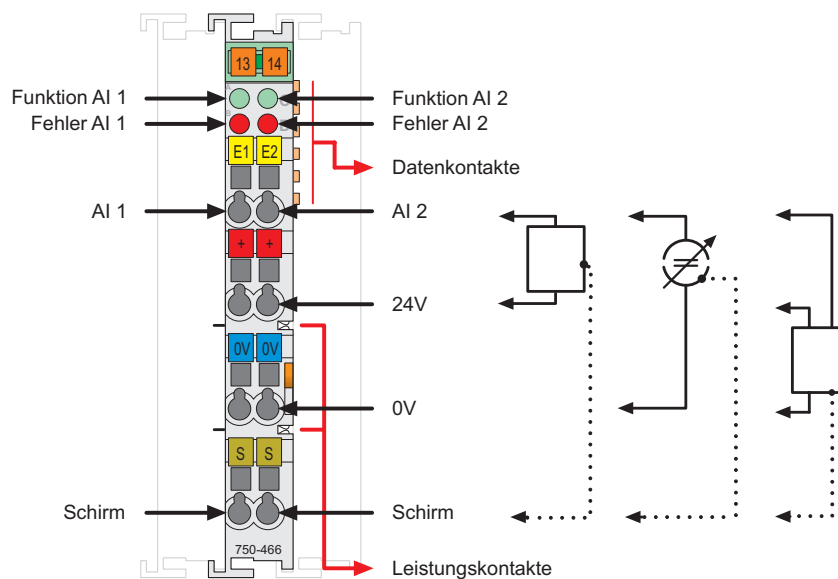 13 14
Funktion AI 1
Funktion AI 2
Fehler AI 1
Fehler AI 2
E1 E2
Datenkontakte
AI 1
AI 2
+ +
24V
0V 0V
0V
S S
Schirm
Schirm
750-466
Leistungskontakte